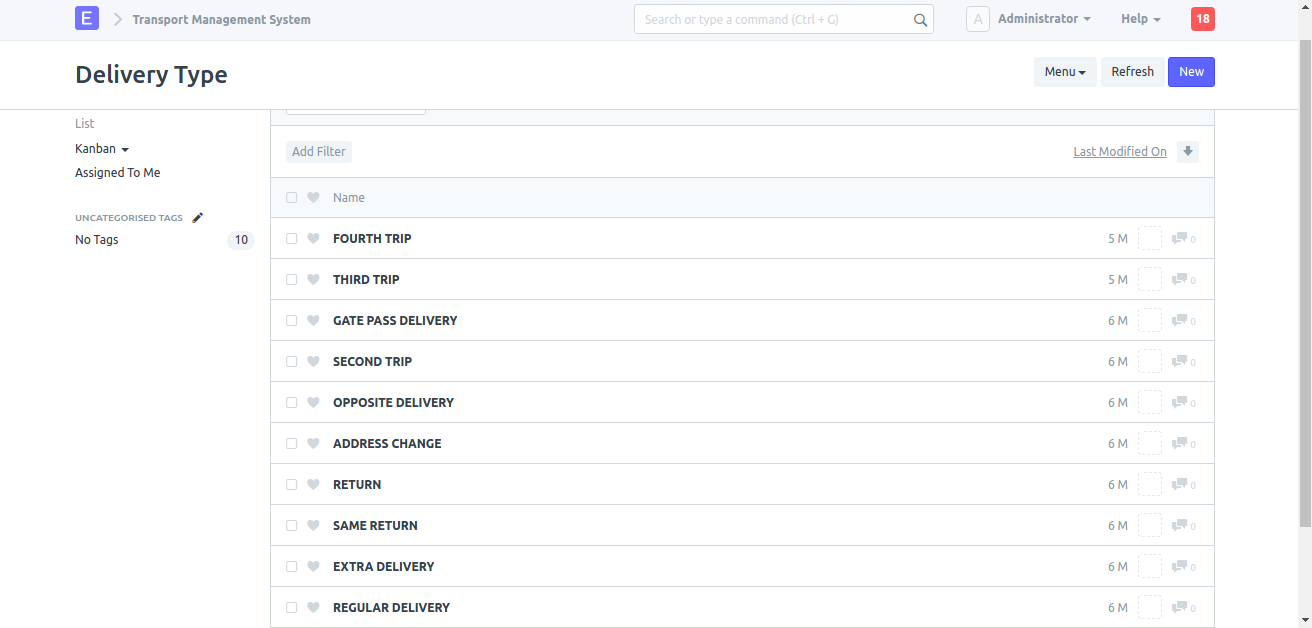 E Transport Management System Search or type a command (Ctrl + G) A Administrator Help 18
Delivery Type Menu Refresh New
List
Kanban
Assigned To Me
UNCATEGORISED TAGS
No Tags 10
Add Filter Last Modified On
Name
FOURTH TRIP 5 M 0
THIRD TRIP 5 M 0
GATE PASS DELIVERY 6 M 0
SECOND TRIP 6 M 0
OPPOSITE DELIVERY 6 M 0
ADDRESS CHANGE 6 M 0
RETURN 6 M 0
SAME RETURN 6 M 0
EXTRA DELIVERY 6 M 0
REGULAR DELIVERY 6 M 0